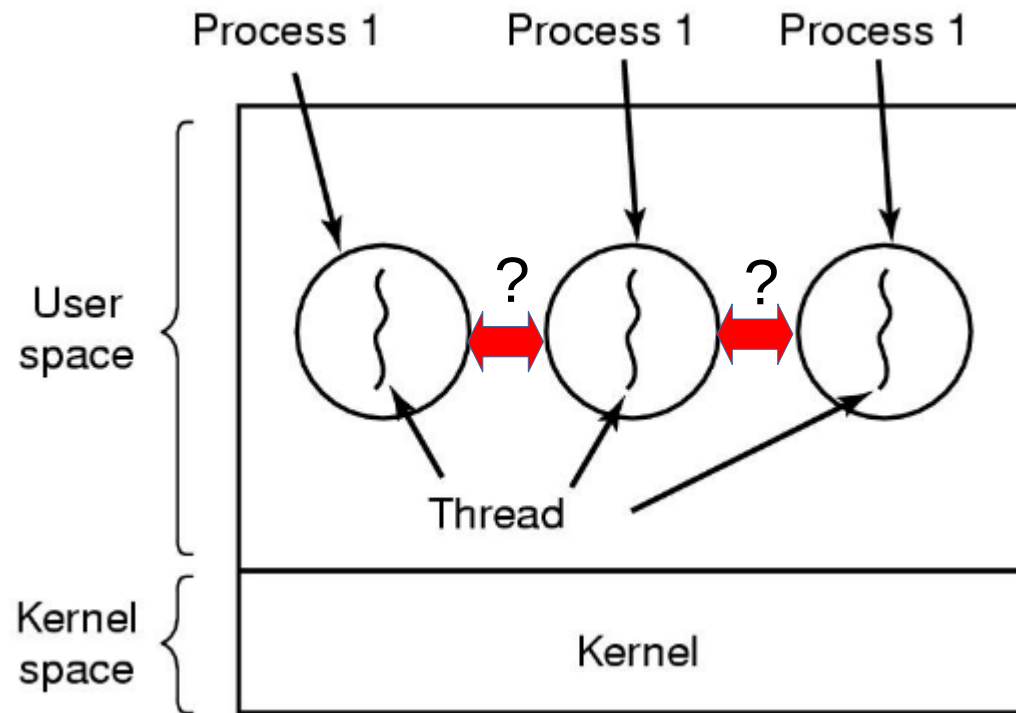 Process 1
Process 1
Process 1
?
?
User
space
Thread
Kernel
space
Kernel